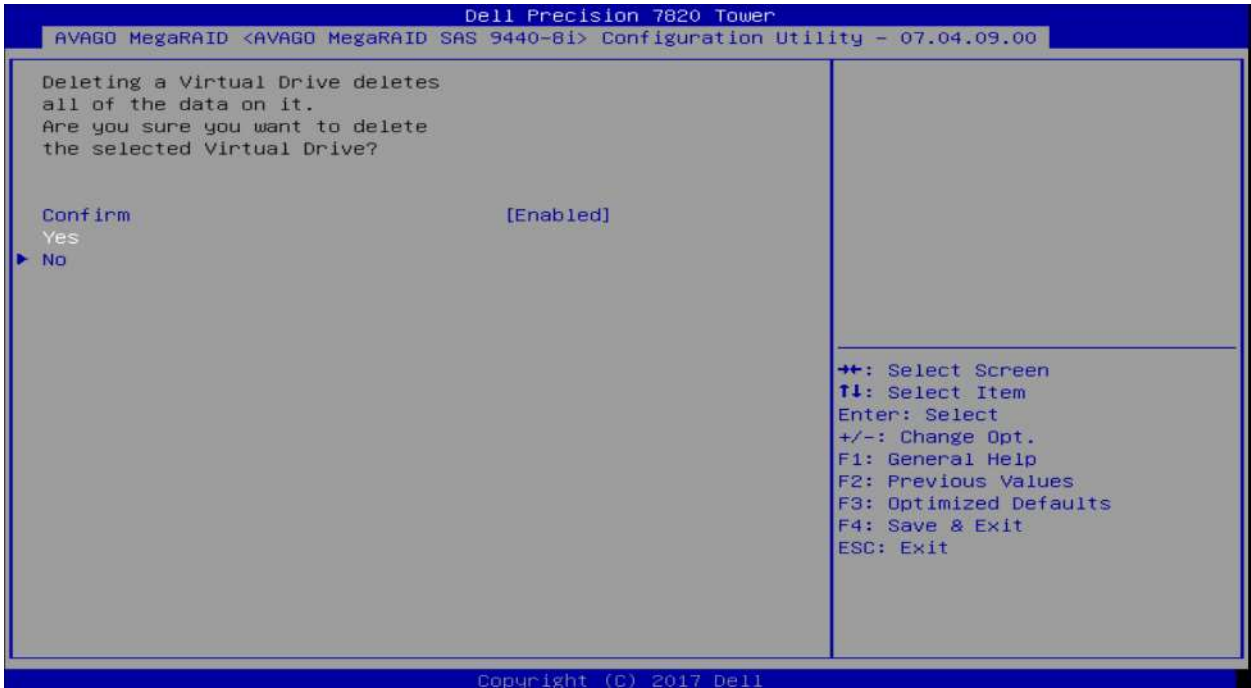 Dell Precision 7820 Tower
AVAGO MegaRAID <AVAGO MegaRAID SAS 9440-8i> Configuration Utility – 07.04.09.00
Deleting a Virtual Drive deletes
all of the data on it.
Are you sure you want to delete
the selected Virtual Drive?
Confirm [Enabled]
Yes
► No
→←: Select Screen
↑↓: Select Item
Enter: Select
+/-: Change Opt.
F1: General Help
F2: Previous Values
F3: Optimized Defaults
F4: Save & Exit
ESC: Exit
Copyright (C) 2017 Dell